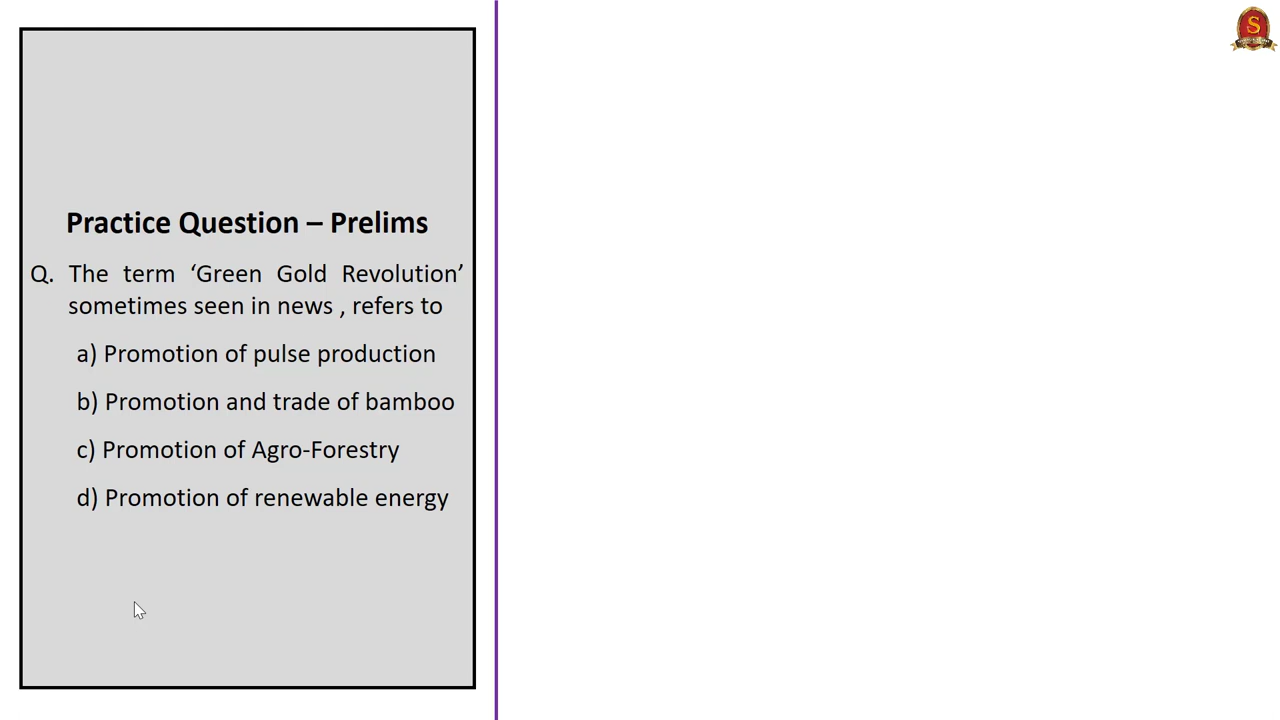 S
Practice Question – Prelims
Q. The term ‘Green Gold Revolution’
sometimes seen in news , refers to
a) Promotion of pulse production
b) Promotion and trade of bamboo
c) Promotion of Agro-Forestry
d) Promotion of renewable energy